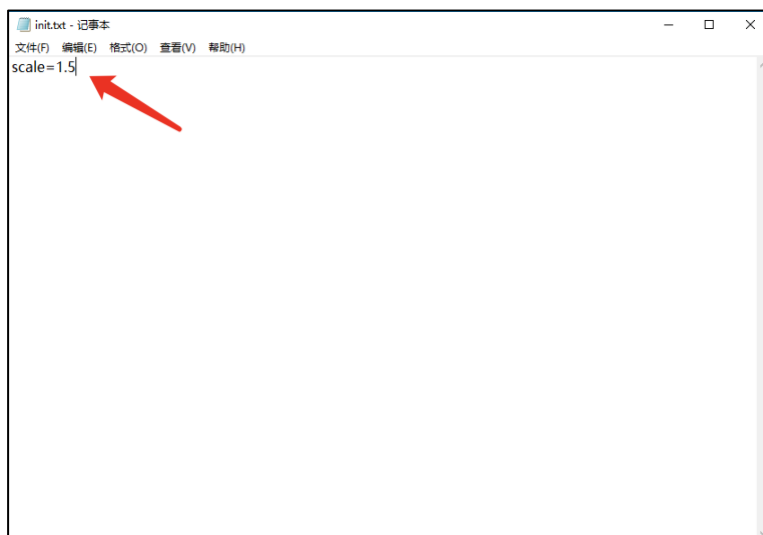 init.txt - 记事本
文件(F) 编辑(E) 格式(O) 查看(V) 帮助(H)
scale=1.5